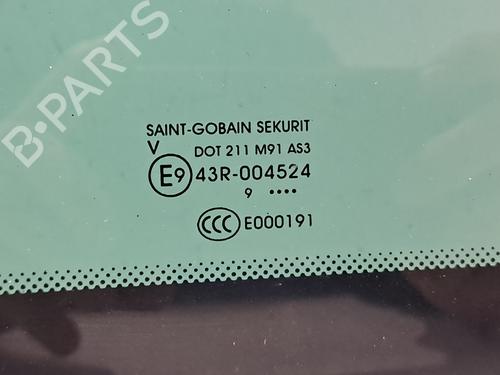 B-PARTS
SAINT-GOBAIN SEKURIT
V DOT 211 M91 AS3
E9 43R-004524
9 ....
CCC E000191